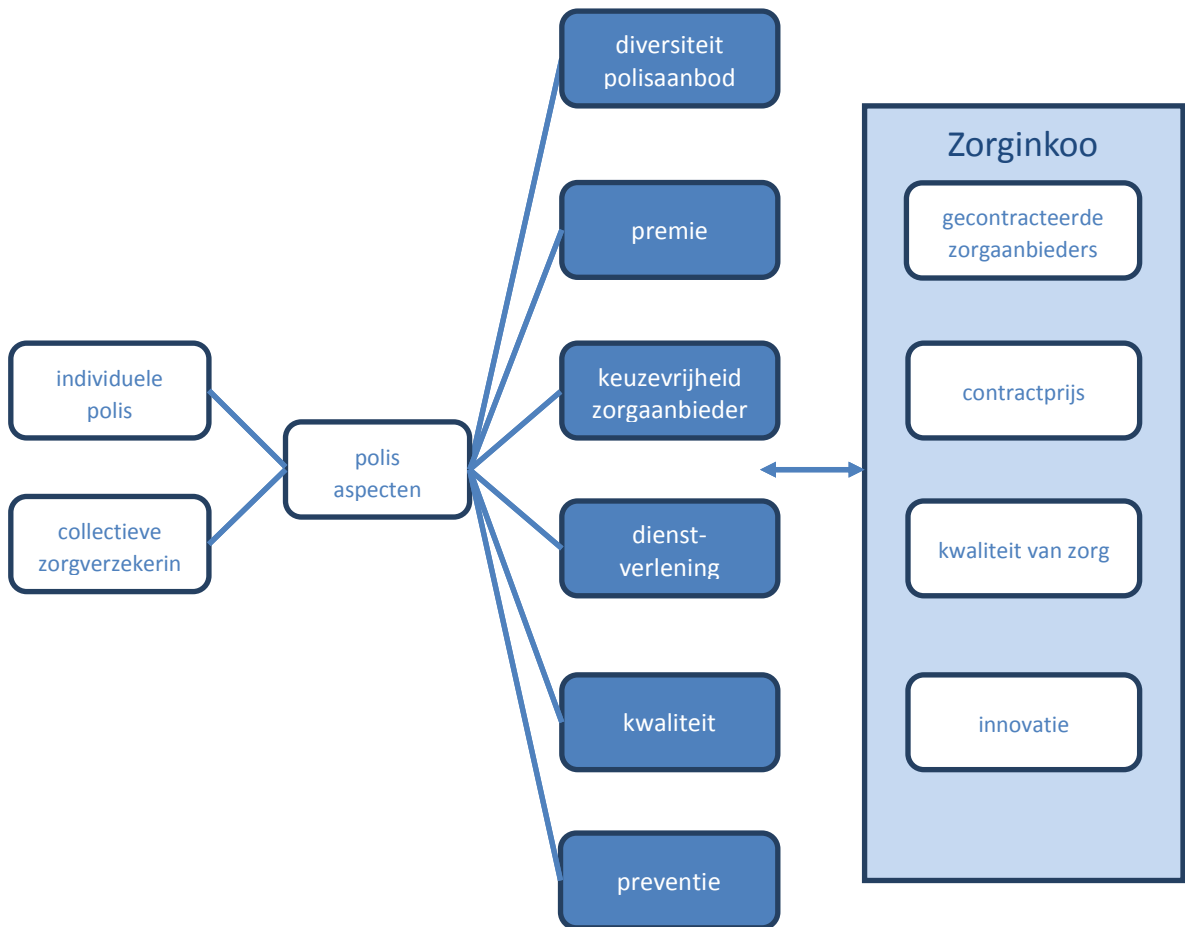 individuele
polis
collectieve
zorgverzekerin
polis
aspecten
diversiteit
polisaanbod
premie
keuzevrijheid
zorgaanbieder
dienst-
verlening
kwaliteit
preventie
Zorginkoo
gecontracteerde
zorgaanbieders
contractprijs
kwaliteit van zorg
innovatie